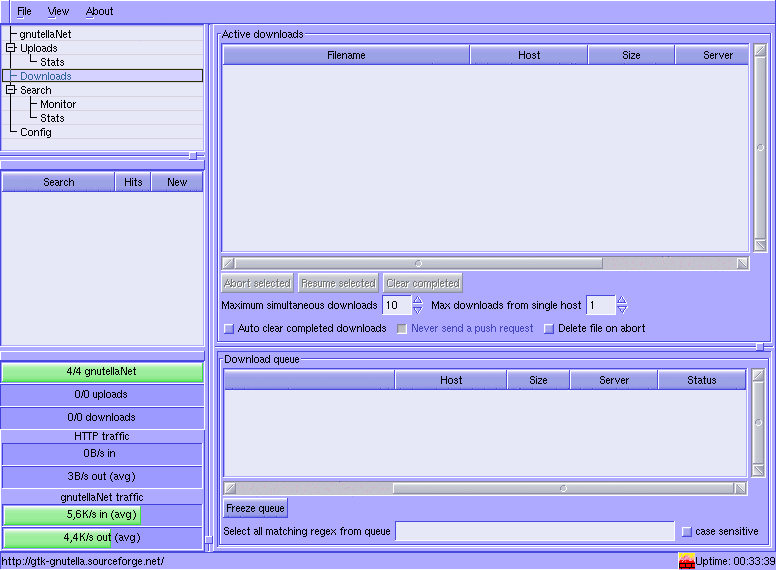 File View About
gnutellaNet
Uploads
Stats
Downloads
Search
Monitor
Stats
Config
Search Hits New
4/4 gnutellaNet
0/0 uploads
0/0 downloads
HTTP traffic
0B/s in
3B/s out (avg)
gnutellaNet traffic
5,6K/s in (avg)
4,4K/s out (avg)
Active downloads
Filename Host Size Server
Abort selected Resume selected Clear completed
Maximum simultaneous downloads 10 Max downloads from single host 1
Auto clear completed downloads Never send a push request Delete file on abort
Download queue
Host Size Server Status
Freeze queue
Select all matching regex from queue case sensitive
http://gtk-gnutella.sourceforge.net/ Uptime: 00:33:39